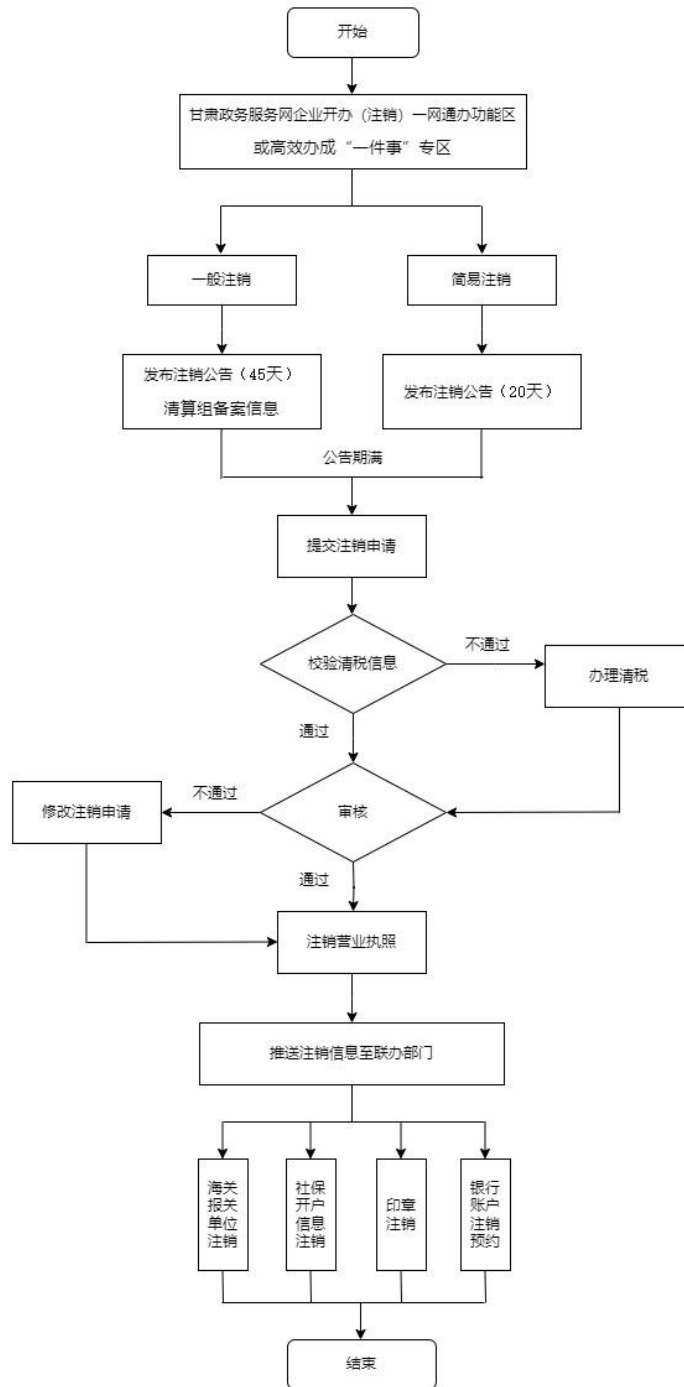 开始
甘肃政务服务网企业开办（注销）一网通办功能区
或高效办成“一件事”专区
一般注销
简易注销
发布注销公告（45天）
清算组备案信息
发布注销公告（20天）
公告期满
提交注销申请
校验清税信息
不通过
办理清税
通过
审核
不通过
修改注销申请
通过
注销营业执照
推送注销信息至联办部门
海关
报关
单位
注销
社保
开户
信息
注销
印章
注销
银行
账户
注销
预约
结束